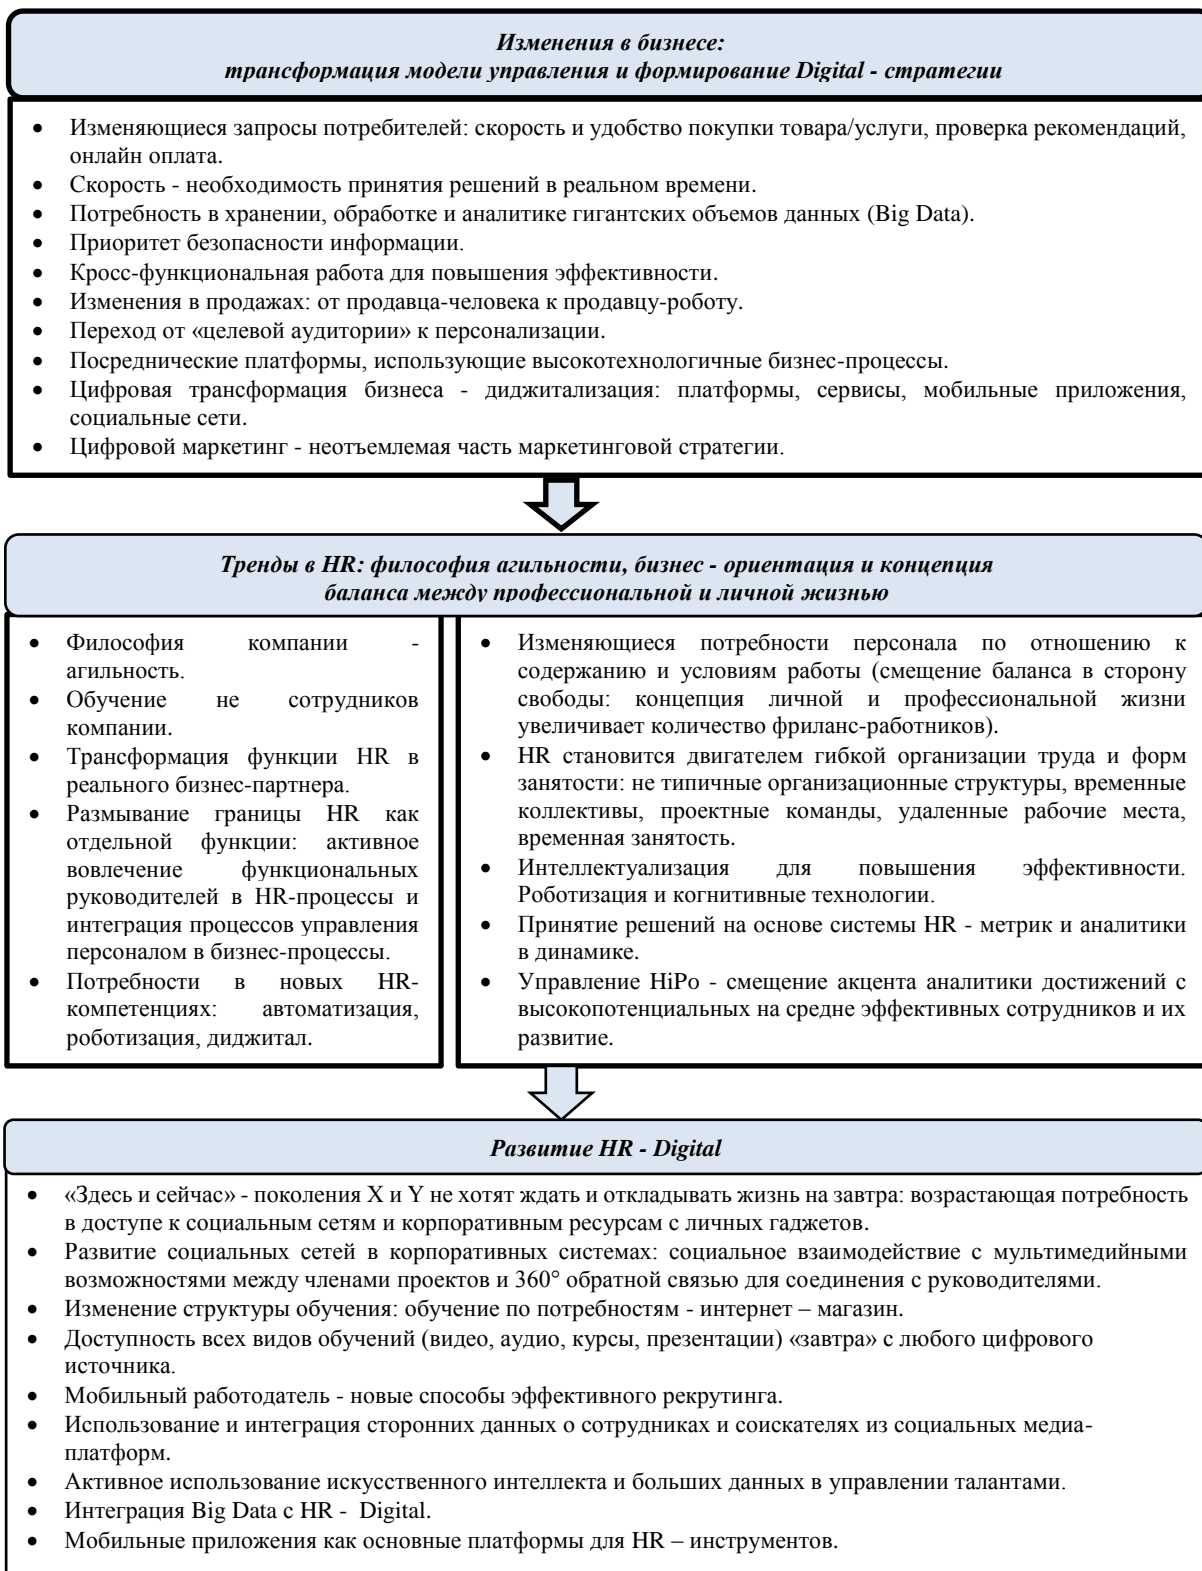 Изменения в бизнесе:
трансформация модели управления и формирование Digital - стратегии
• Изменяющиеся запросы потребителей: скорость и удобство покупки товара/услуги, проверка рекомендаций,
онлайн оплата.
• Скорость - необходимость принятия решений в реальном времени.
• Потребность в хранении, обработке и аналитике гигантских объемов данных (Big Data).
• Приоритет безопасности информации.
• Кросс-функциональная работа для повышения эффективности.
• Изменения в продажах: от продавца-человека к продавцу-роботу.
• Переход от «целевой аудитории» к персонализации.
• Посреднические платформы, использующие высокотехнологичные бизнес-процессы.
• Цифровая трансформация бизнеса - диджитализация: платформы, сервисы, мобильные приложения,
социальные сети.
• Цифровой маркетинг - неотъемлемая часть маркетинговой стратегии.
Тренды в HR: философия агильности, бизнес - ориентация и концепция
баланса между профессиональной и личной жизнью
• Философия компании -
агильность.
• Обучение не сотрудников
компании.
• Трансформация функции HR в
реального бизнес-партнера.
• Размывание границы HR как
отдельной функции: активное
вовлечение функциональных
руководителей в HR-процессы и
интеграция процессов управления
персоналом в бизнес-процессы.
• Потребности в новых HR-
компетенциях: автоматизация,
роботизация, диджитал.
• Изменяющиеся потребности персонала по отношению к
содержанию и условиям работы (смещение баланса в сторону
свободы: концепция личной и профессиональной жизни
увеличивает количество фриланс-работников).
• HR становится двигателем гибкой организации труда и форм
занятости: не типичные организационные структуры, временные
коллективы, проектные команды, удаленные рабочие места,
временная занятость.
• Интеллектуализация для повышения эффективности.
Роботизация и когнитивные технологии.
• Принятие решений на основе системы HR - метрик и аналитики
в динамике.
• Управление HiPo - смещение акцента аналитики достижений с
высокопотенциальных на средне эффективных сотрудников и их
развитие.
Развитие HR - Digital
• «Здесь и сейчас» - поколения X и Y не хотят ждать и откладывать жизнь на завтра: возрастающая потребность
в доступе к социальным сетям и корпоративным ресурсам с личных гаджетов.
• Развитие социальных сетей в корпоративных системах: социальное взаимодействие с мультимедийными
возможностями между членами проектов и 360° обратной связью для соединения с руководителями.
• Изменение структуры обучения: обучение по потребностям - интернет – магазин.
• Доступность всех видов обучений (видео, аудио, курсы, презентации) «завтра» с любого цифрового
источника.
• Мобильный работодатель - новые способы эффективного рекрутинга.
• Использование и интеграция сторонних данных о сотрудниках и соискателях из социальных медиа-
платформ.
• Активное использование искусственного интеллекта и больших данных в управлении талантами.
• Интеграция Big Data с HR - Digital.
• Мобильные приложения как основные платформы для HR – инструментов.